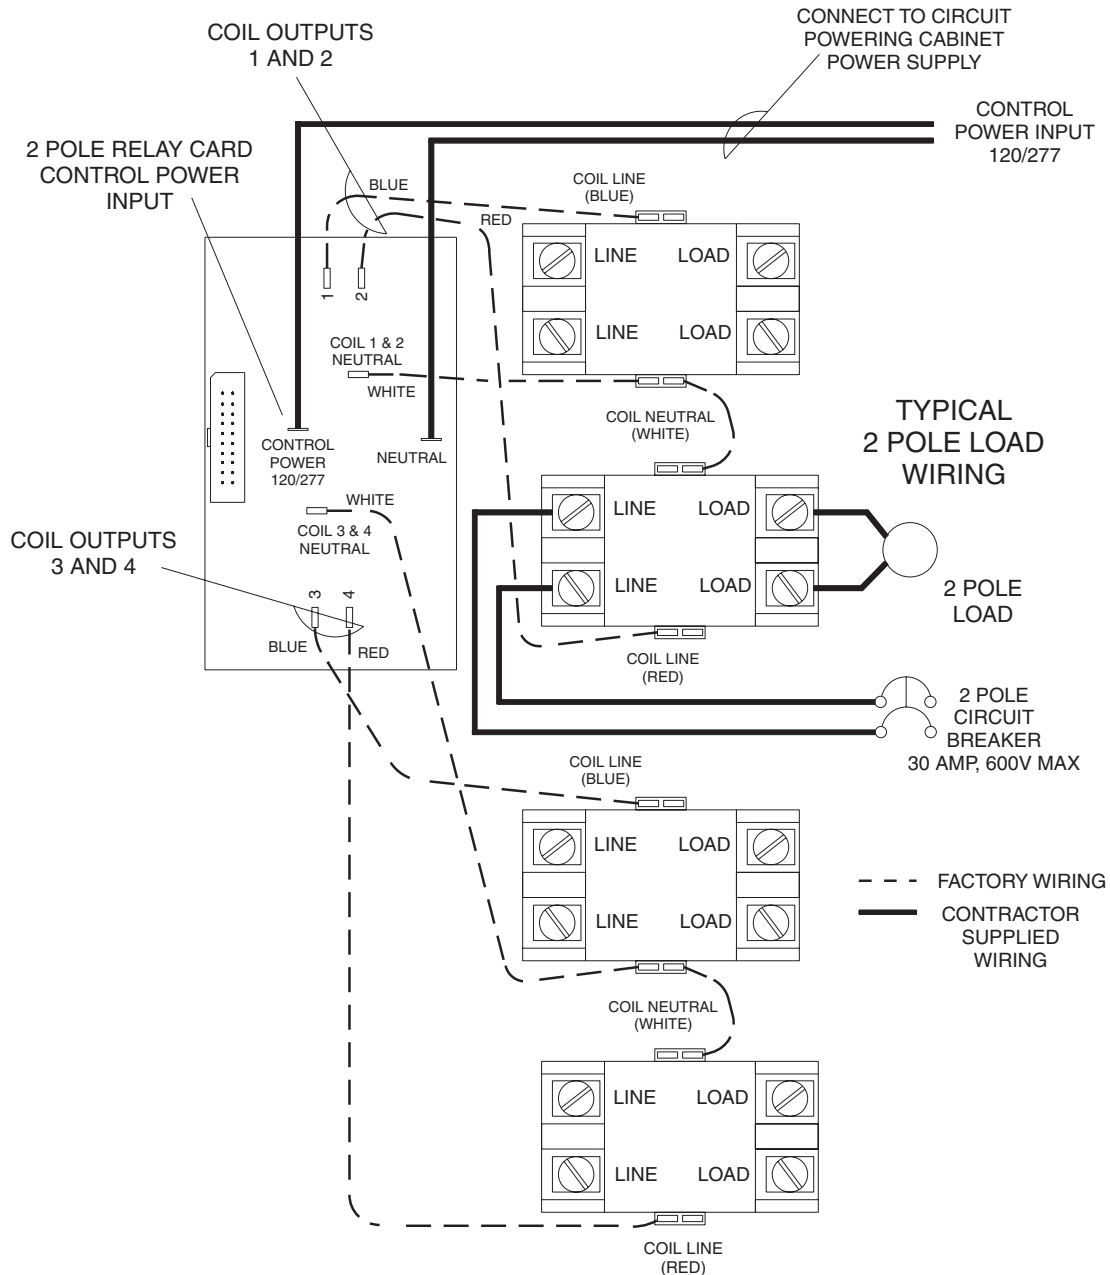 COIL OUTPUTS
1 AND 2
CONNECT TO CIRCUIT
POWERING CABINET
POWER SUPPLY
CONTROL
POWER INPUT
120/277
2 POLE RELAY CARD
CONTROL POWER
INPUT
BLUE
RED
COIL LINE
(BLUE)
LINE LOAD
LINE LOAD
1
2
COIL 1 & 2
NEUTRAL
WHITE
COIL NEUTRAL
(WHITE)
TYPICAL
2 POLE LOAD
WIRING
CONTROL
POWER
120/277
NEUTRAL
WHITE
COIL 3 & 4
NEUTRAL
LINE LOAD
LINE LOAD
2 POLE
LOAD
COIL OUTPUTS
3 AND 4
3
4
BLUE
RED
COIL LINE
(RED)
2 POLE
CIRCUIT
BREAKER
30 AMP, 600V MAX
COIL LINE
(BLUE)
LINE LOAD
LINE LOAD
FACTORY WIRING
CONTRACTOR
SUPPLIED
WIRING
COIL NEUTRAL
(WHITE)
LINE LOAD
LINE LOAD
COIL LINE
(RED)